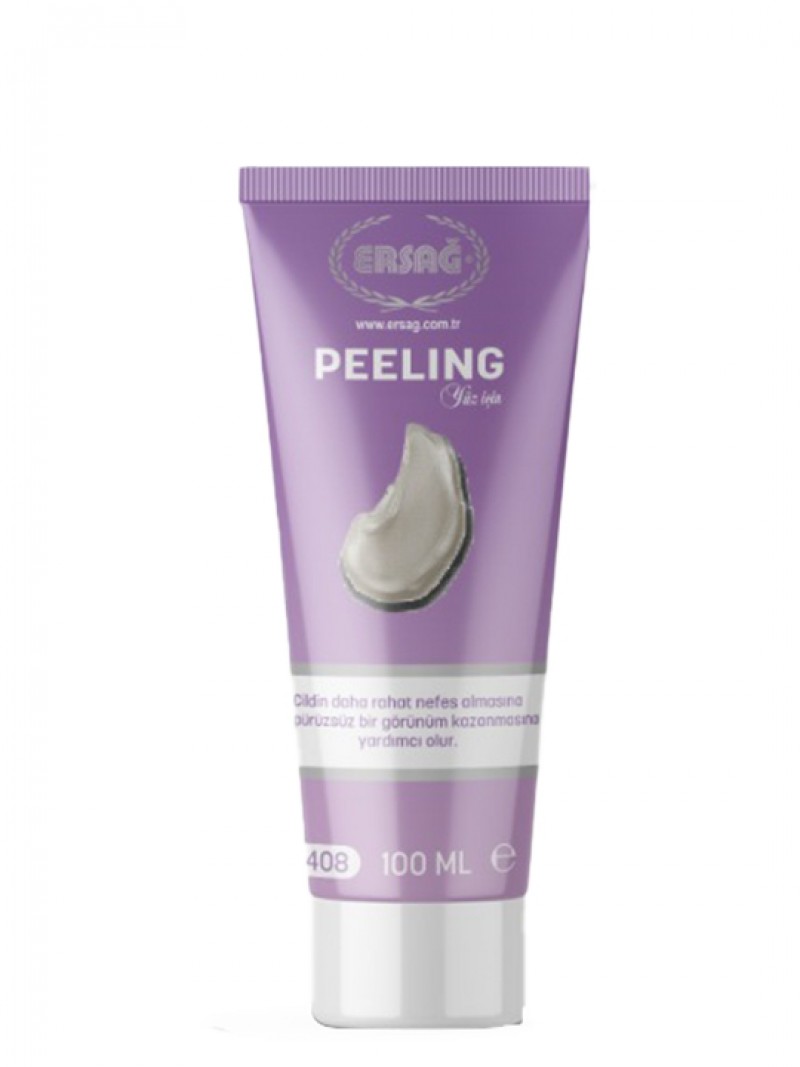 ERSAĞ®
www.ersag.com.tr
PEELING
Yüz için
Cildin daha rahat nefes almasına
pürüzsüz bir görünüm kazanmasına
yardımcı olur.
408
100 ML ℮